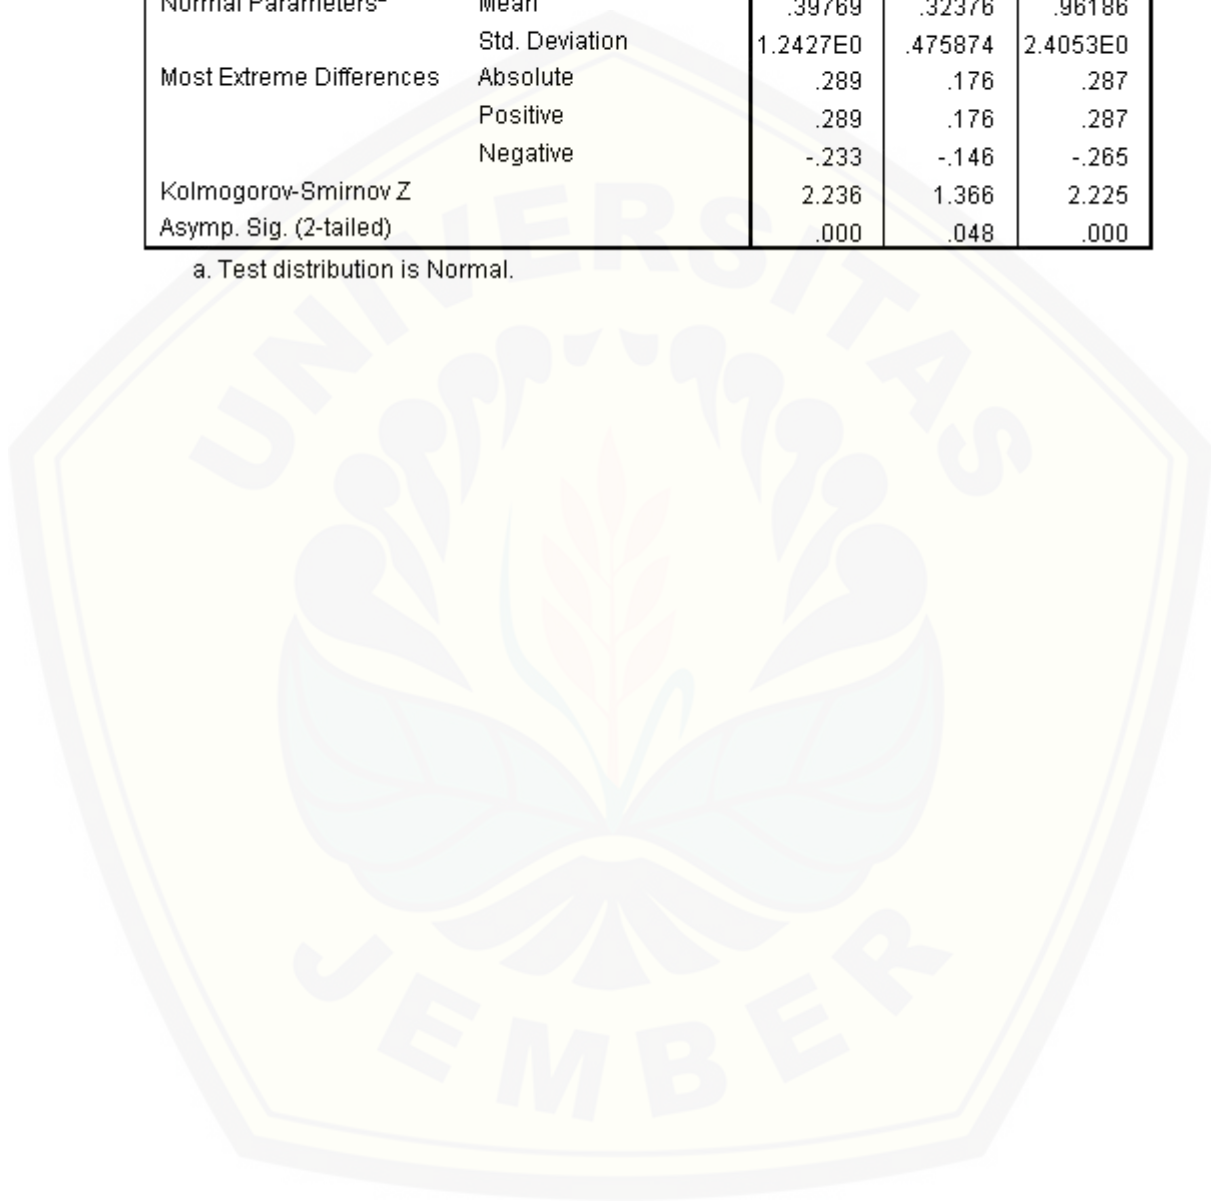 Normal Parametersª Mean .39769 .32376 .96186
Std. Deviation 1.2427E0 .475874 2.4053E0
Most Extreme Differences Absolute .289 .176 .287
Positive .289 .176 .287
Negative -.233 -.146 -.265
Kolmogorov-Smirnov Z 2.236 1.366 2.225
Asymp. Sig. (2-tailed) .000 .048 .000
a. Test distribution is Normal.
UNIVERSITAS
JEMBER